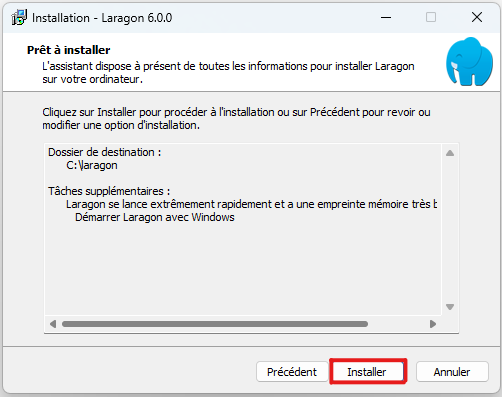 Installation - Laragon 6.0.0
Prêt à installer
L'assistant dispose à présent de toutes les informations pour installer Laragon
sur votre ordinateur.
Cliquez sur Installer pour procéder à l'installation ou sur Précédent pour revoir ou
modifier une option d'installation.
Dossier de destination :
C:\laragon
Tâches supplémentaires :
Laragon se lance extrêmement rapidement et a une empreinte mémoire très
Démarrer Laragon avec Windows
Précédent
Installer
Annuler